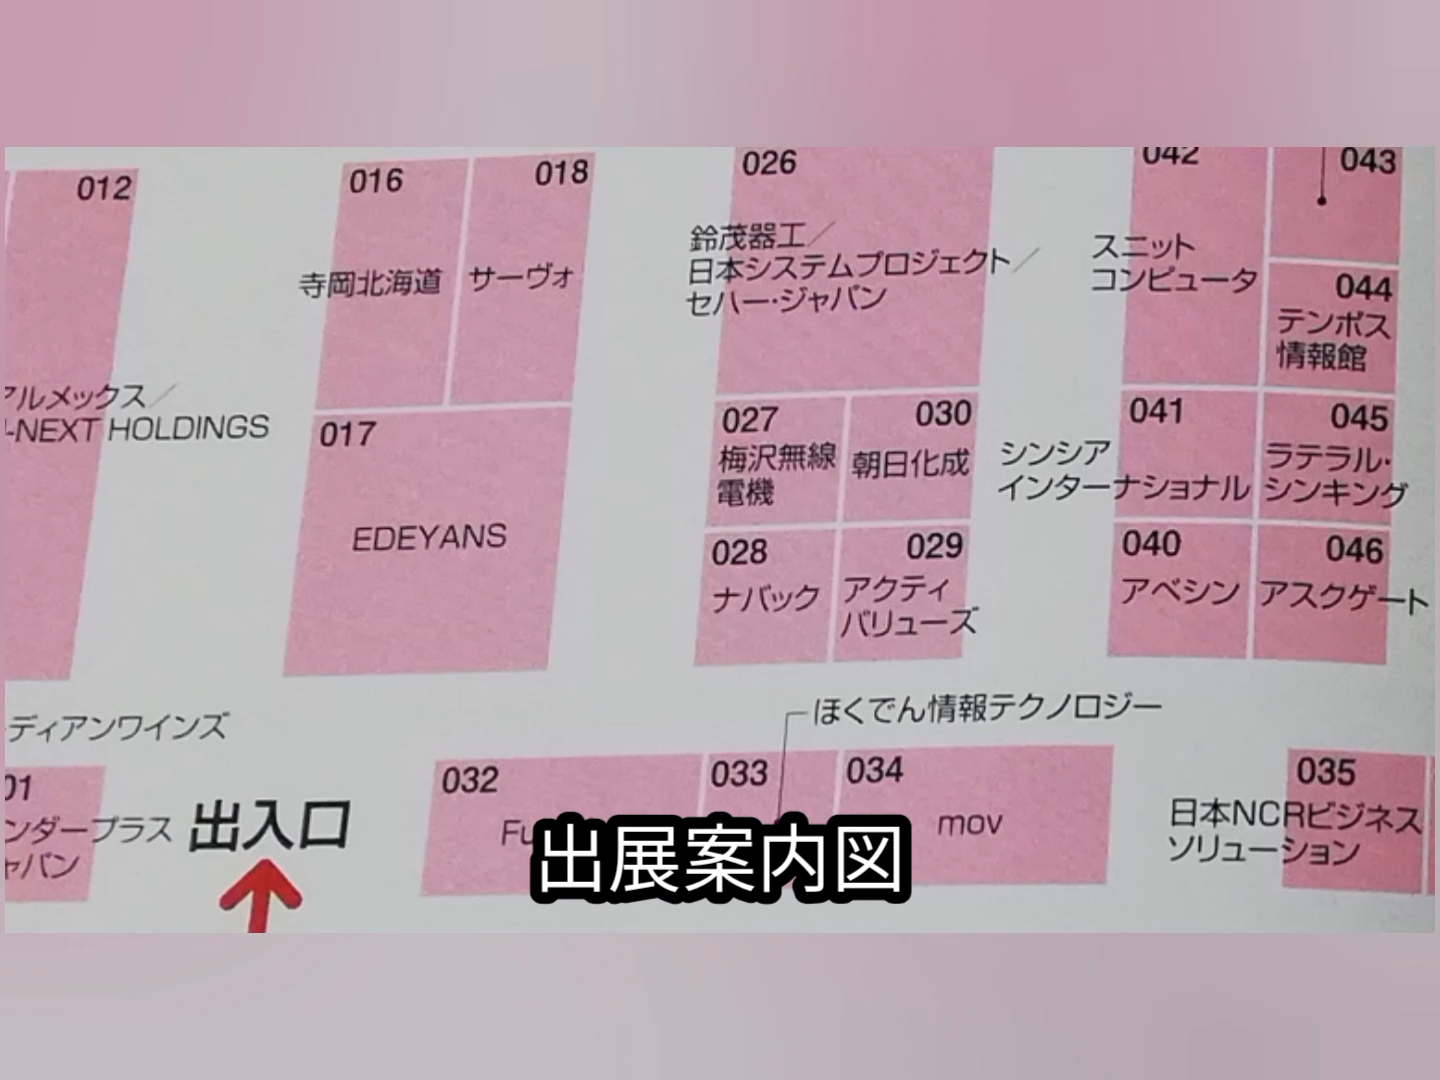 012
016
018
026
042
043
寺岡北海道
サーヴォ
鈴茂器工／
日本システムプロジェクト／
セハー・ジャパン
スニット
コンピュータ
044
テンポス
情報館
アルメックス／
-NEXT HOLDINGS
017
EDEYANS
027
梅沢無線
電機
030
朝日化成
041
シンシア
インターナショナル
045
ラテラル・
シンキング
028
ナバック
029
アクティ
バリューズ
040
アベシン
046
アスクゲート
ディアンワインズ
ほくでん情報テクノロジー
01
ンダープラス
ャパン
出入口
032
Fu
033
034
mov
035
日本NCRビジネス
ソリューション
出展案内図